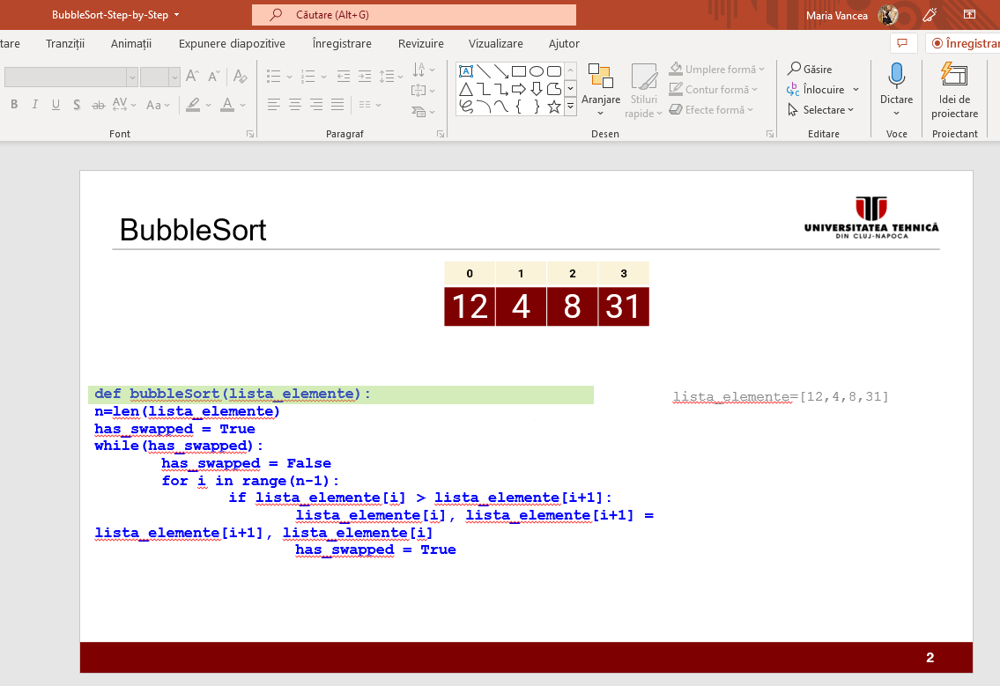 BubbleSort-Step-by-Step
Căutare (Alt+G)
Maria Vancea
tare Tranziții Animații Expunere diapozitive Înregistrare Revizuire Vizualizare Ajutor
Înregistrar
B I U S ab AV Aa A
Aranjare
Stiluri
rapide
Umplere formă
Contur formă
Efecte formă
Găsire
Înlocuire
Selectare
Dictare
Idei de
proiectare
Font Paragraf Desen Editare Voce Proiectant
BubbleSort
UNIVERSITATEA TEHNICĂ
DIN CLUJ-NAPOCA
0 1 2 3
12 4 8 31
def bubbleSort(lista_elemente):
lista_elemente=[12,4,8,31]
n=len(lista_elemente)
has_swapped = True
while(has_swapped):
has_swapped = False
for i in range(n-1):
if lista_elemente[i] > lista_elemente[i+1]:
lista_elemente[i], lista_elemente[i+1] =
lista_elemente[i+1], lista_elemente[i]
has_swapped = True
2